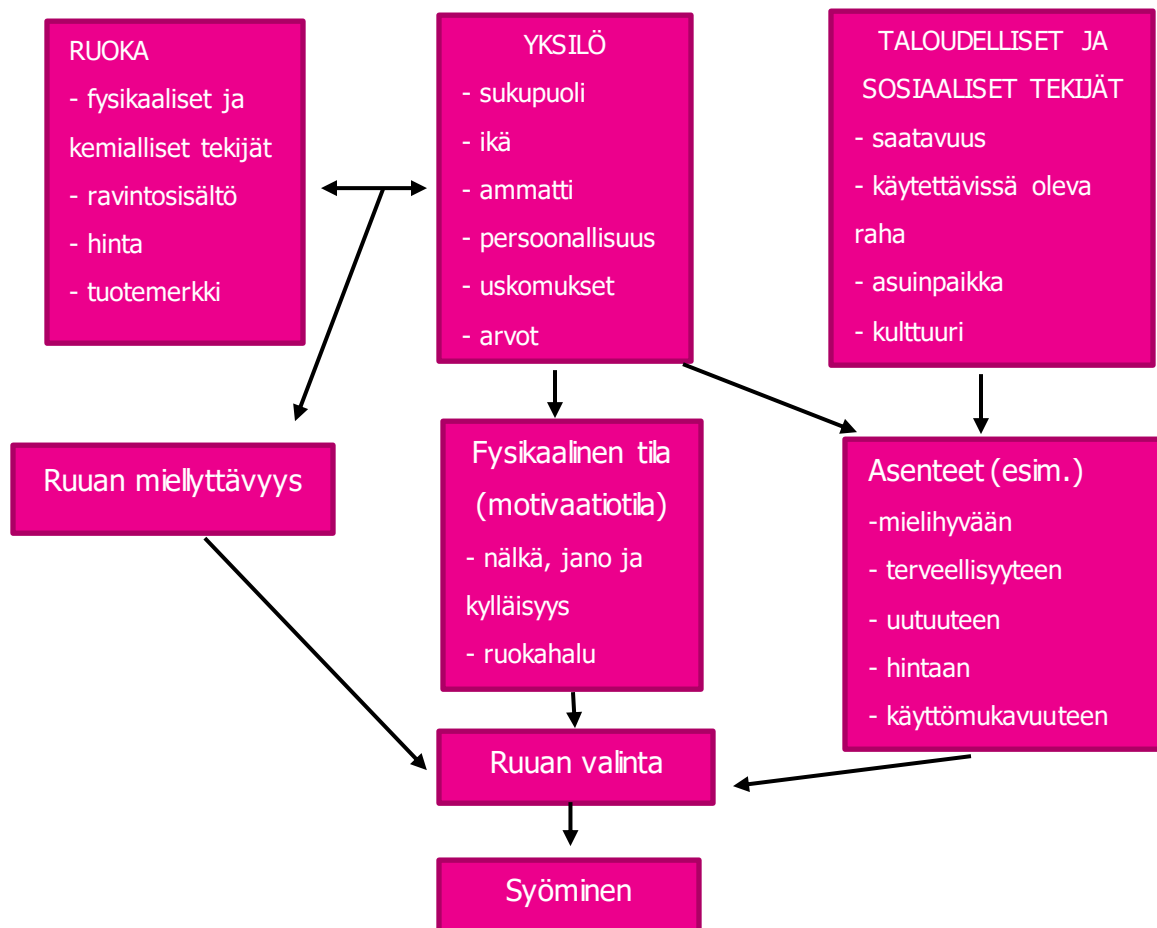 RUOKA
- fysikaaliset ja
kemialliset tekijät
- ravintosisältö
- hinta
- tuotemerkki
YKSILÖ
- sukupuoli
- ikä
- ammatti
- persoonallisuus
- uskomukset
- arvot
TALOUDELLISET JA
SOSIAALISET TEKIJÄT
- saatavuus
- käytettävissä oleva
raha
- asuinpaikka
- kulttuuri
Ruuan miellyttävyys
Fysikaalinen tila
(motivaatiotila)
- nälkä, jano ja
kylläisyys
- ruokahalu
Asenteet (esim.)
-mielihyvään
- terveellisyyteen
- uutuuteen
- hintaan
- käyttömukavuuteen
Ruuan valinta
Syöminen